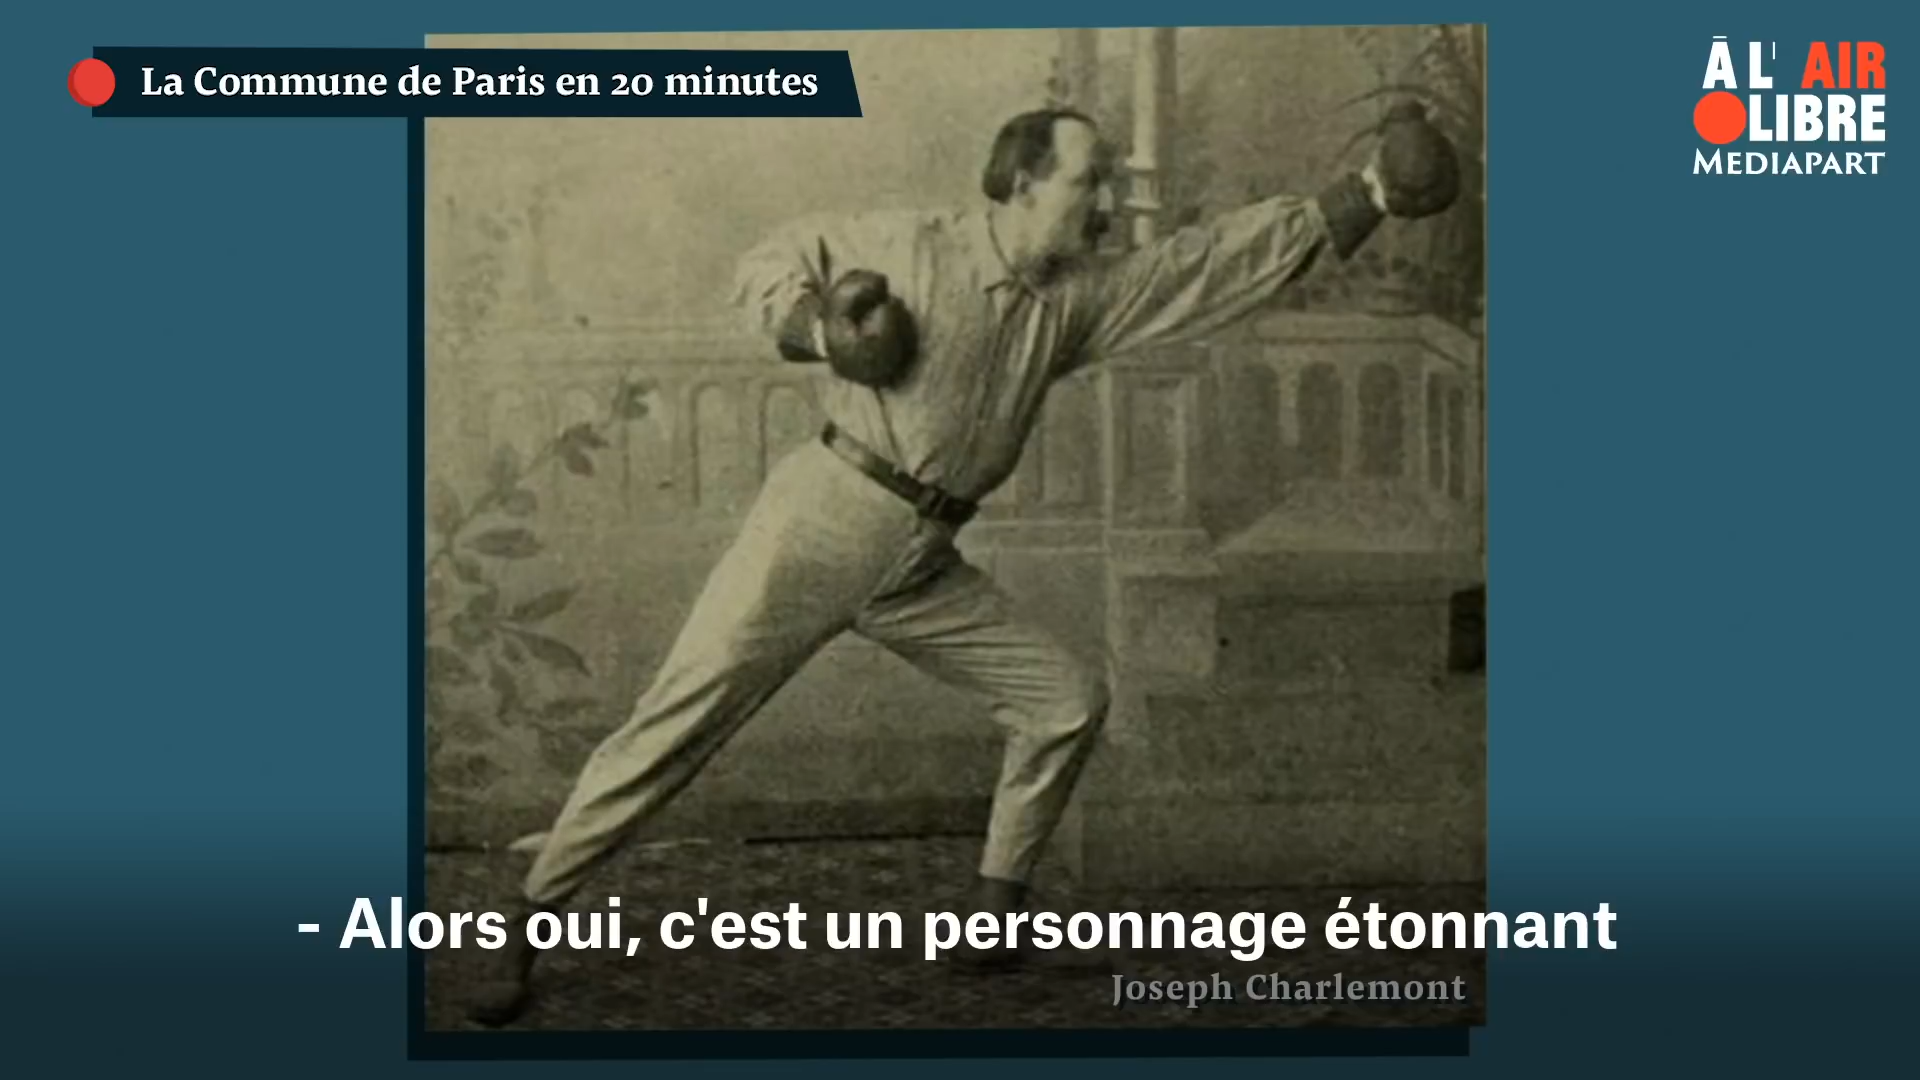 La Commune de Paris en 20 minutes
À L'AIR
LIBRE
MEDIAPART
- Alors oui, c'est un personnage étonnant
Joseph Charlemont